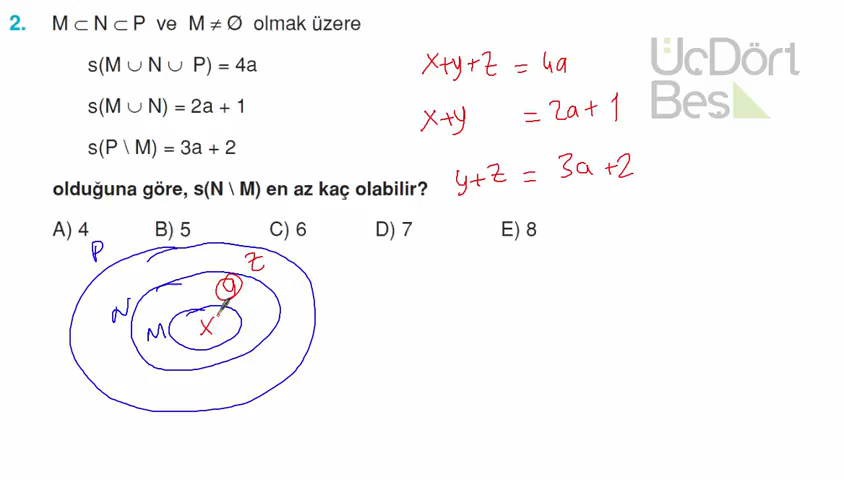 2. M ⊂ N ⊂ P ve M ≠ Ø olmak üzere
s(M ∪ N ∪ P) = 4a
s(M ∪ N) = 2a + 1
s(P \ M) = 3a + 2
olduğuna göre, s(N \ M) en az kaç olabilir?
A) 4 B) 5 C) 6 D) 7 E) 8
x+y+z = 4a
x+y = 2a+1
y+z = 3a+2
ÜçDört
Beş
P
z
N
y
M
x